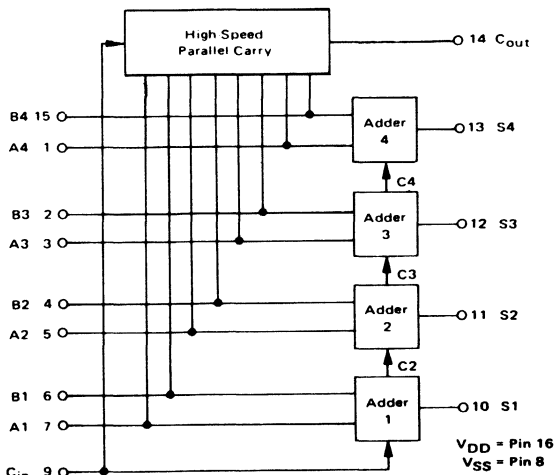 High Speed
Parallel Carry
14 Cout
B4 15
A4 1
Adder
4
13 S4
C4
B3 2
A3 3
Adder
3
12 S3
C3
B2 4
A2 5
Adder
2
11 S2
C2
B1 6
A1 7
Adder
1
10 S1
VDD = Pin 16
VSS = Pin 8
Cin 9